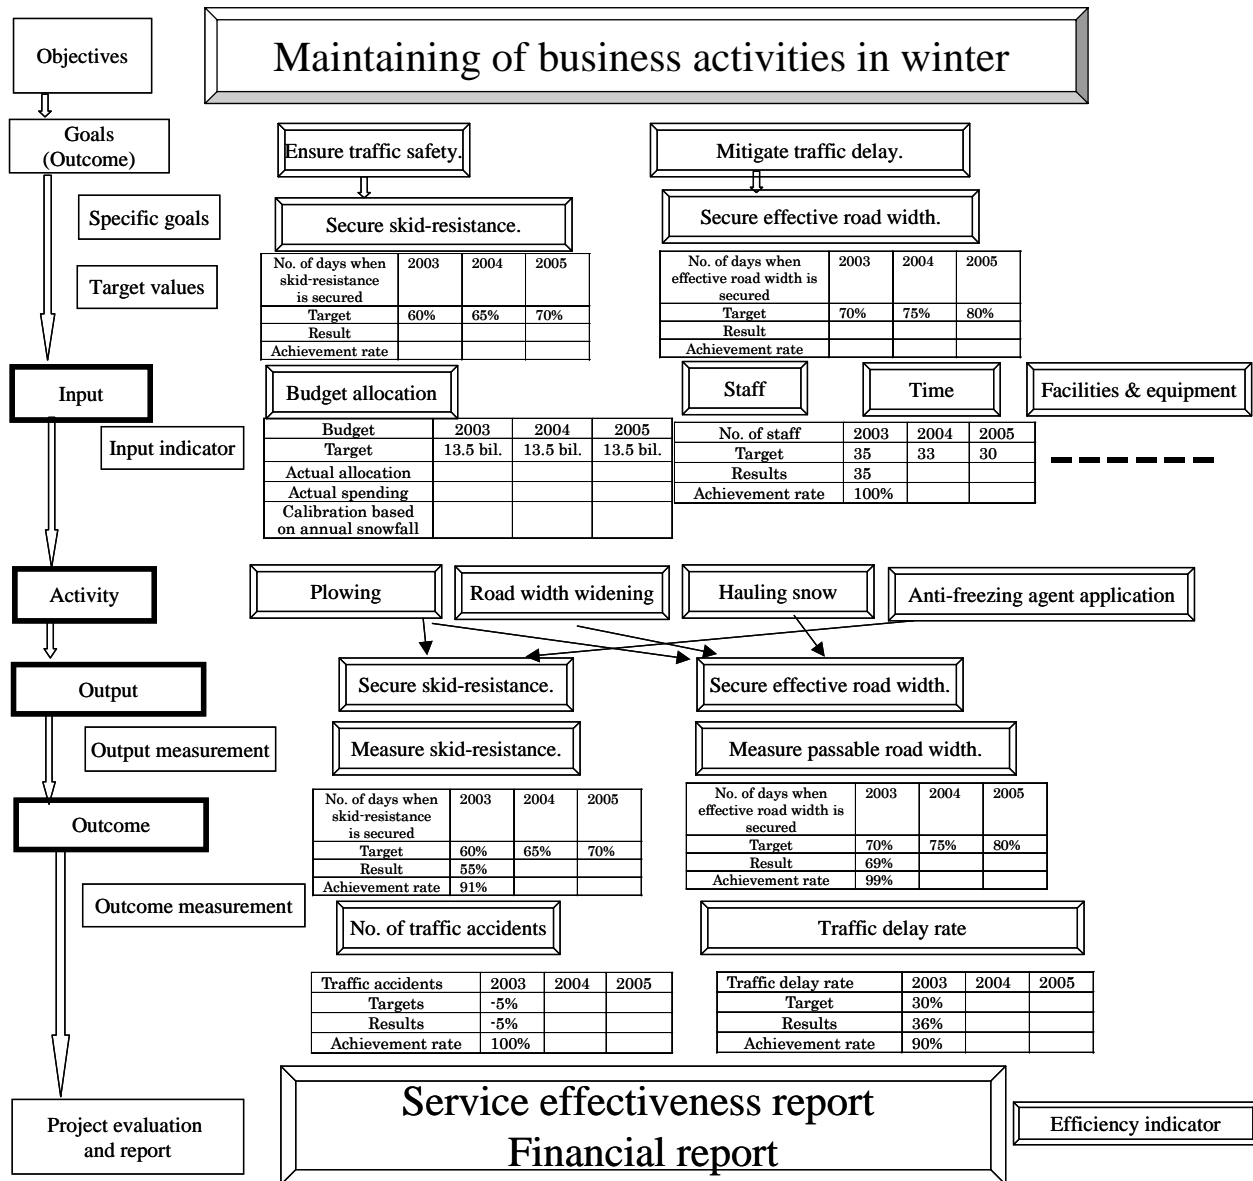 Objectives
Maintaining of business activities in winter
Goals
(Outcome)
Ensure traffic safety.
Mitigate traffic delay.
Specific goals
Secure skid-resistance.
Secure effective road width.
Target values
No. of days when 2003 2004 2005
skid-resistance
is secured
Target 60% 65% 70%
Result
Achievement rate
No. of days when 2003 2004 2005
effective road width is
secured
Target 70% 75% 80%
Result
Achievement rate
Input
Budget allocation
Staff
Time
Facilities & equipment
Input indicator
Budget 2003 2004 2005
Target 13.5 bil. 13.5 bil. 13.5 bil.
Actual allocation
Actual spending
Calibration based
on annual snowfall
No. of staff 2003 2004 2005
Target 35 33 30
Results 35
Achievement rate 100%
Activity
Plowing
Road width widening
Hauling snow
Anti-freezing agent application
Output
Secure skid-resistance.
Secure effective road width.
Output measurement
Measure skid-resistance.
Measure passable road width.
Outcome
No. of days when 2003 2004 2005
skid-resistance
is secured
Target 60% 65% 70%
Result 55%
Achievement rate 91%
No. of days when 2003 2004 2005
effective road width is
secured
Target 70% 75% 80%
Result 69%
Achievement rate 99%
Outcome measurement
No. of traffic accidents
Traffic delay rate
Traffic accidents 2003 2004 2005
Targets -5%
Results -5%
Achievement rate 100%
Traffic delay rate 2003 2004 2005
Target 30%
Results 36%
Achievement rate 90%
Project evaluation
and report
Service effectiveness report
Financial report
Efficiency indicator